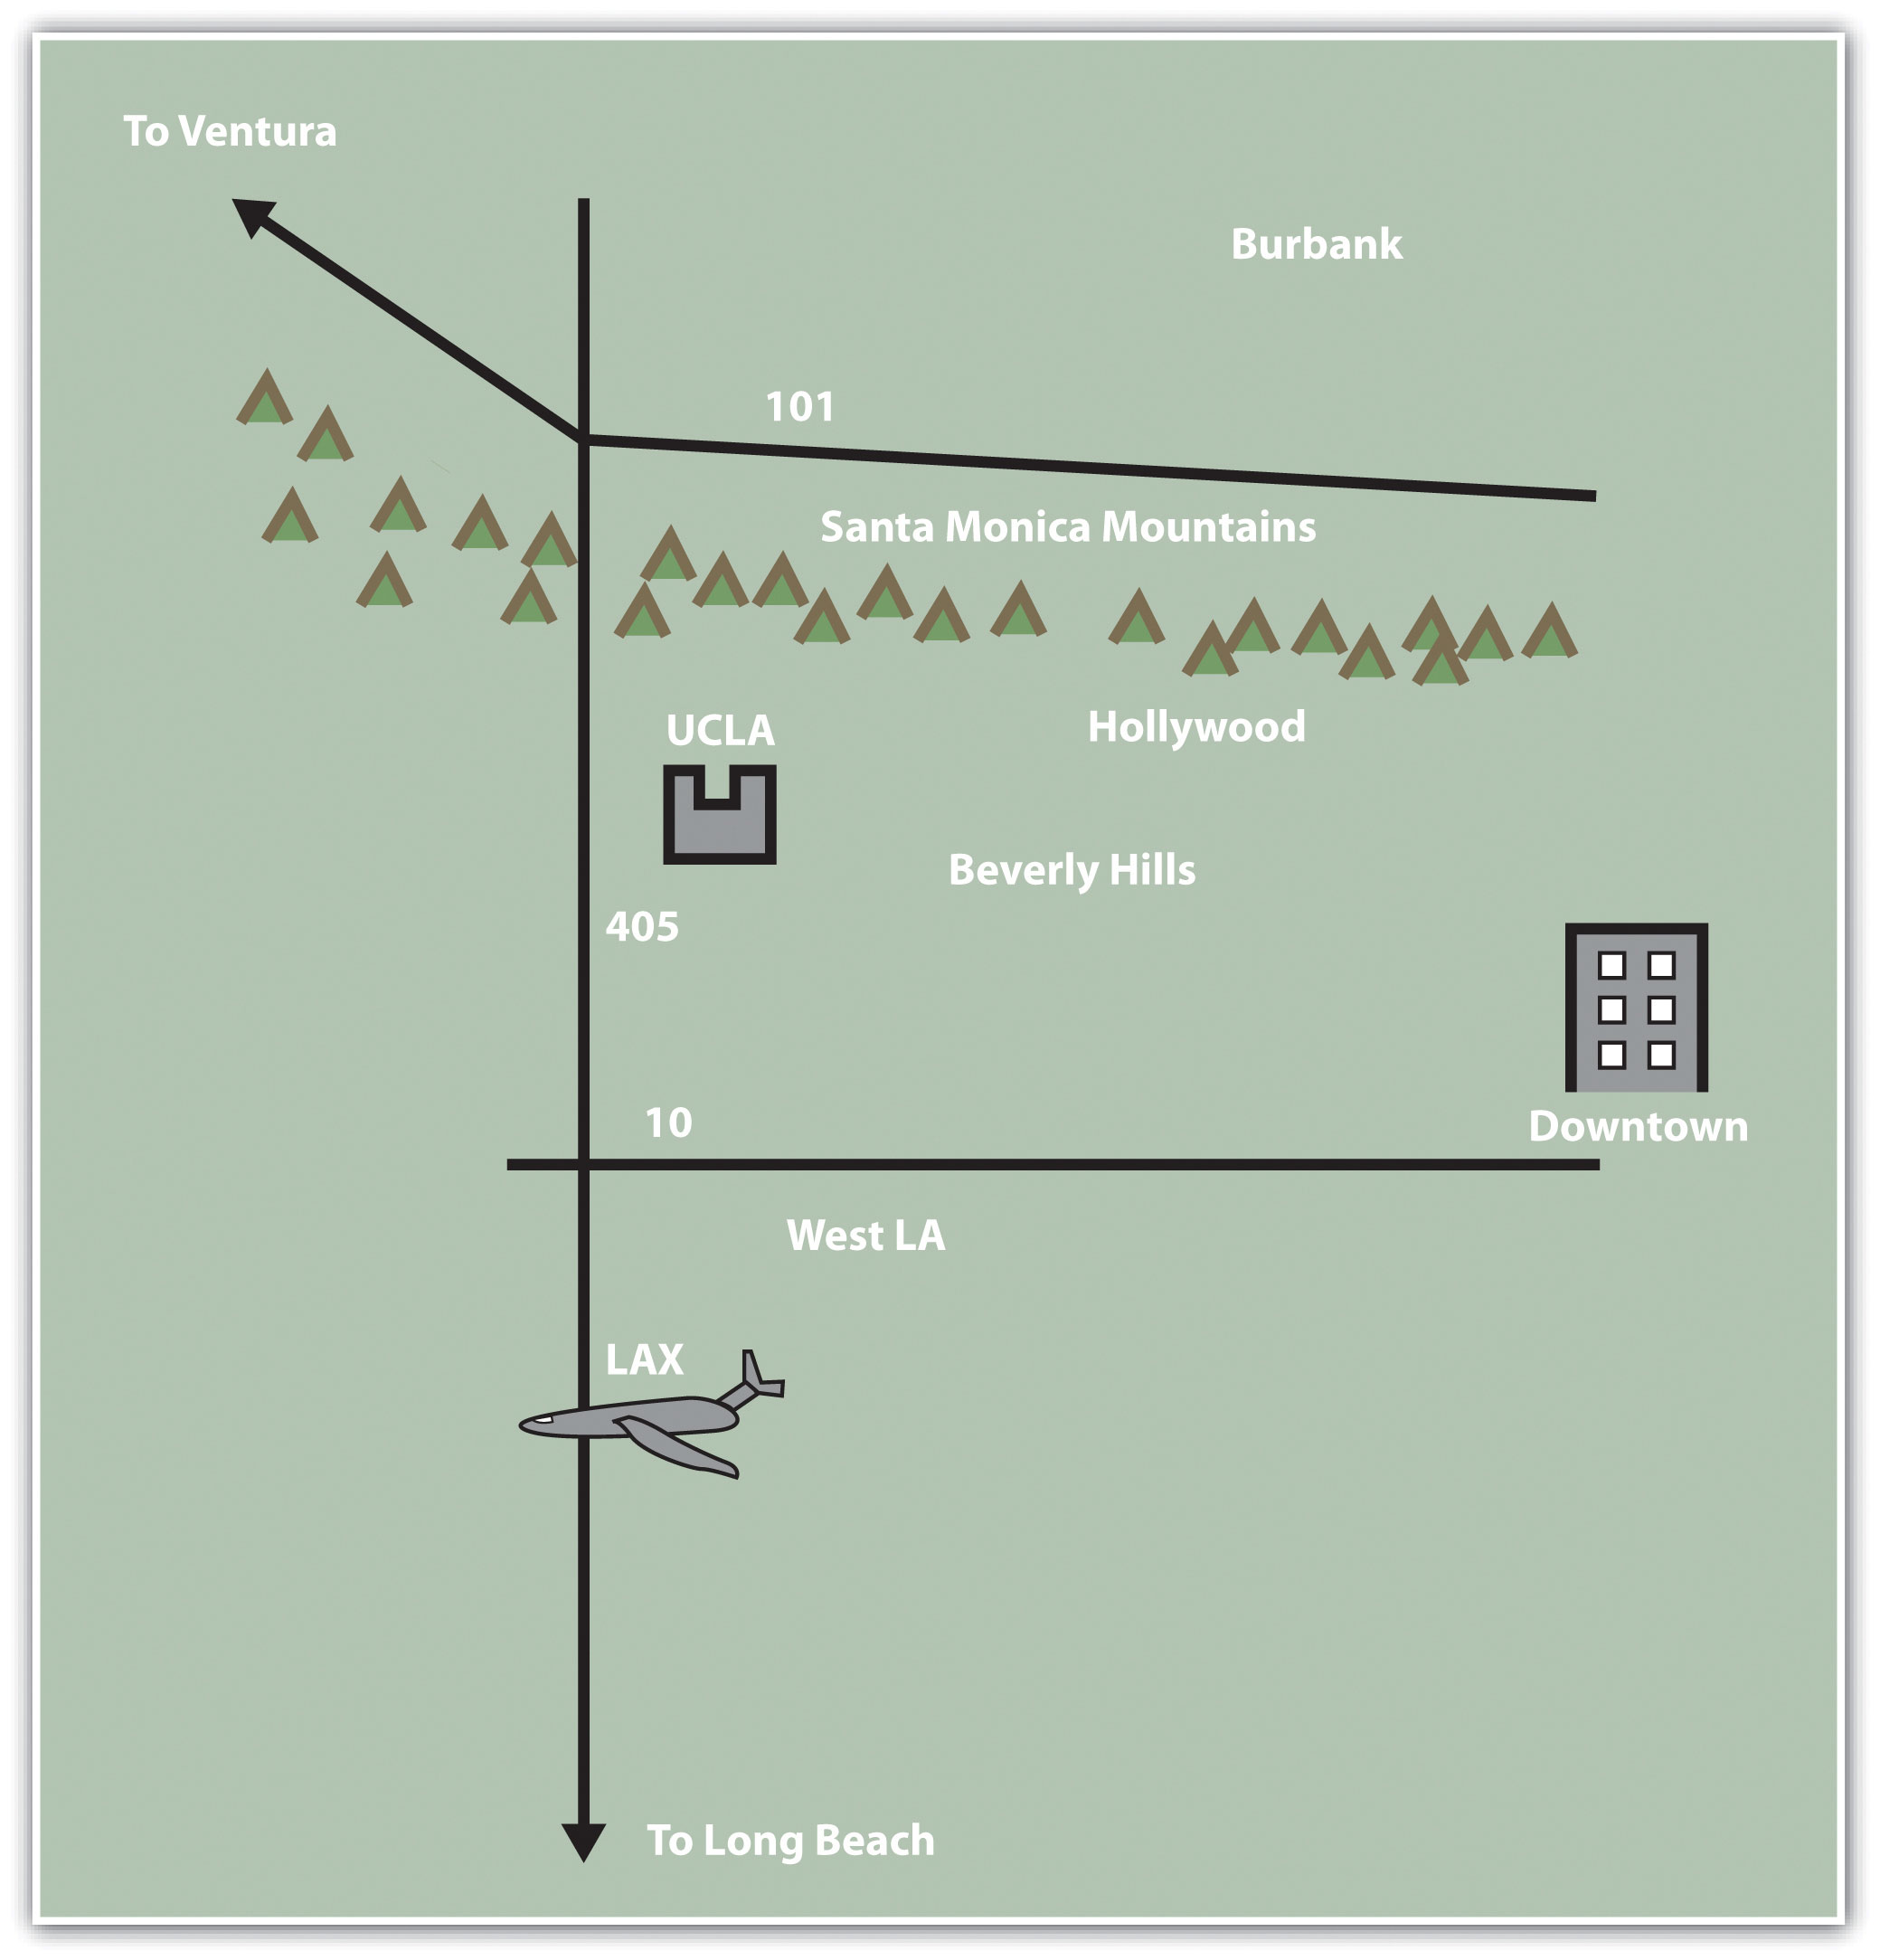 To Ventura
Burbank
101
Santa Monica Mountains
UCLA
Hollywood
Beverly Hills
405
10
Downtown
West LA
LAX
To Long Beach